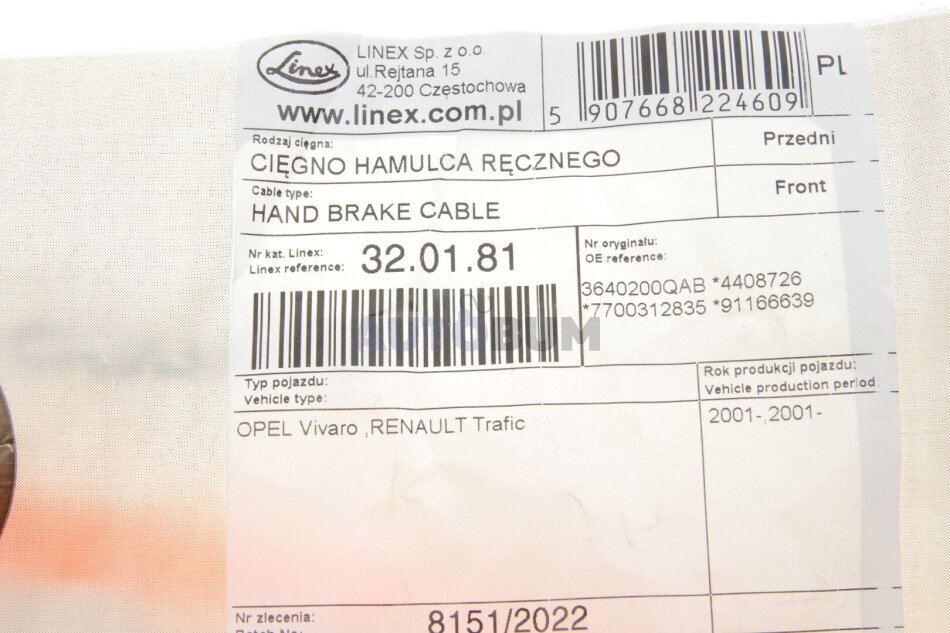 Linex
LINEX Sp. z o.o.
ul.Rejtana 15
42-200 Częstochowa
www.linex.com.pl
5 907668 224609
PL
Rodzaj cięgna:
CIĘGNO HAMULCA RĘCZNEGO
Przedni
Cable type:
HAND BRAKE CABLE
Front
Nr kat. Linex:
Linex reference:
32.01.81
Nr oryginału:
OE reference:
3640200QAB *4408726
*7700312835 *91166639
AUTOBUM
Typ pojazdu:
Vehicle type:
Rok produkcji pojazdu:
Vehicle production period
OPEL Vivaro ,RENAULT Trafic
2001-,2001-
Nr zlecenia:
Batch No:
8151/2022